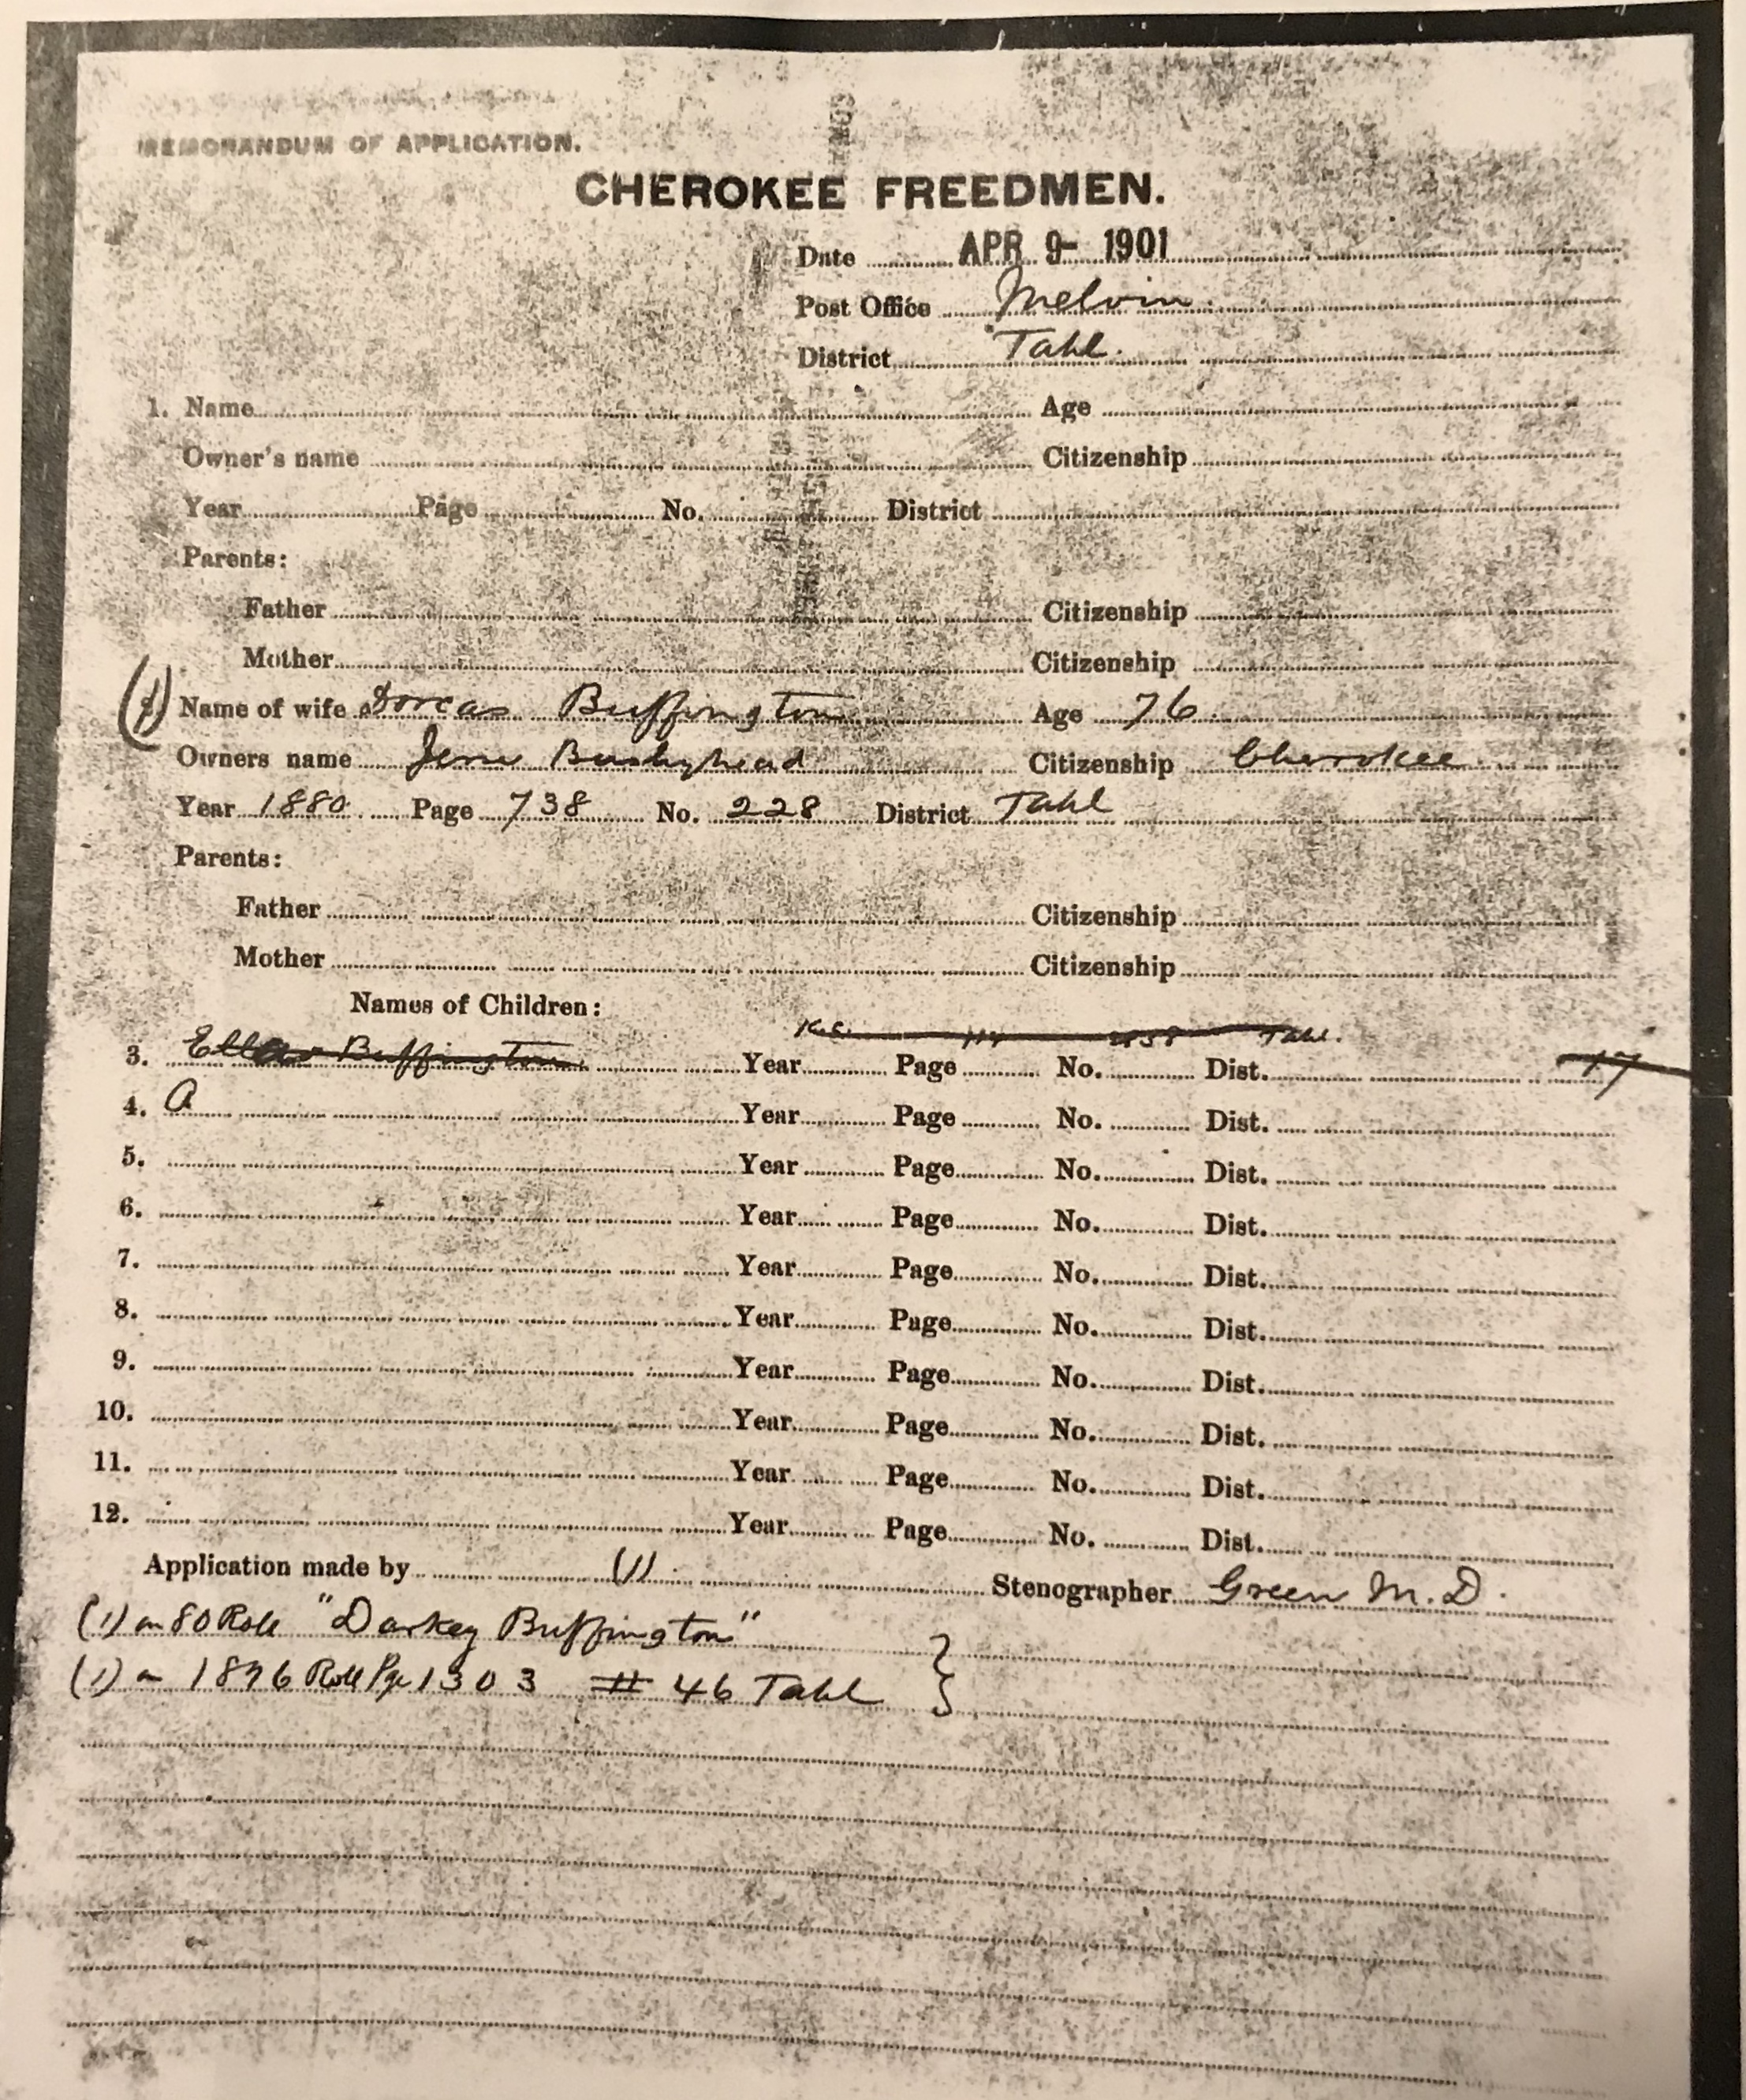 MEMORANDUM OF APPLICATION.
CHEROKEE FREEDMEN.
Date APR 9- 1901
Post Office Melvin.
District Tahl.
1. Name Age
Owner's name Citizenship
Year Page No. District
Parents:
Father Citizenship
Mother Citizenship
(1) Name of wife Dorcas Buffington Age 76.
Owners name Jesse Bushyhead Citizenship Cherokee
Year 1880. Page 738 No. 228 District Tahl
Parents:
Father Citizenship
Mother Citizenship
Names of Children:
K.C. Tahl.
3. Buffington Year Page No. Dist. 17
4. A Year Page No. Dist.
5. Year Page No. Dist.
6. Year Page No. Dist.
7. Year Page No. Dist.
8. Year Page No. Dist.
9. Year Page No. Dist.
10. Year Page No. Dist.
11. Year Page No. Dist.
12. Year Page No. Dist.
Application made by (1) Stenographer Green M.D.
(1) on 80 Roll "Darkey Buffington"
(1) on 1896 Roll Pge 1303 # 46 Tahl